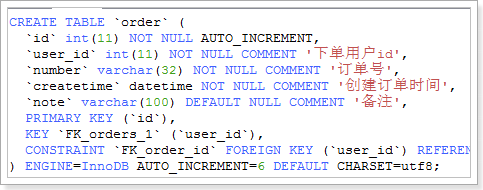 CREATE TABLE `order` (
`id` int(11) NOT NULL AUTO_INCREMENT,
`user_id` int(11) NOT NULL COMMENT '下单用户id',
`number` varchar(32) NOT NULL COMMENT '订单号',
`createtime` datetime NOT NULL COMMENT '创建订单时间',
`note` varchar(100) DEFAULT NULL COMMENT '备注',
PRIMARY KEY (`id`),
KEY `FK_orders_1` (`user_id`),
CONSTRAINT `FK_order_id` FOREIGN KEY (`user_id`) REFEREN
) ENGINE=InnoDB AUTO_INCREMENT=6 DEFAULT CHARSET=utf8;